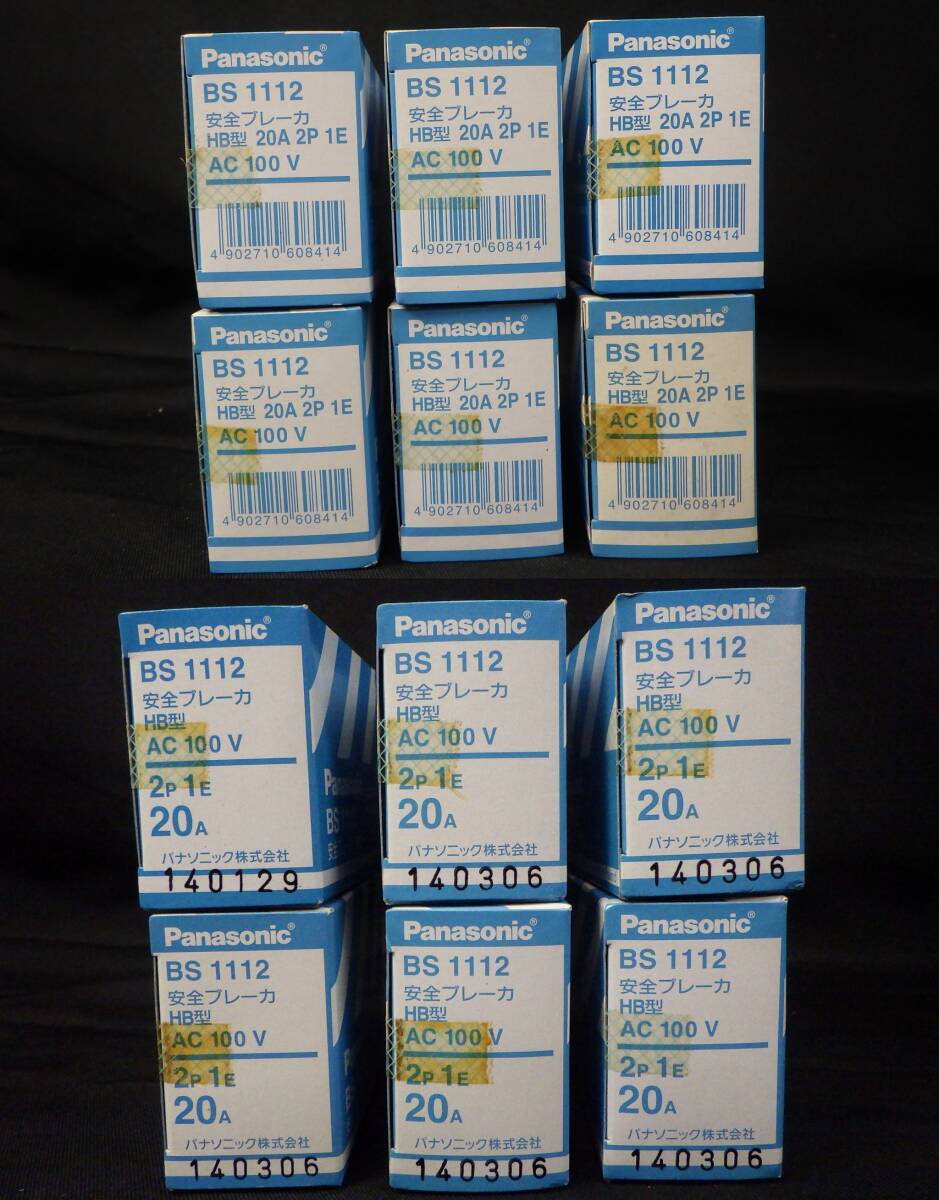 Panasonic®
BS 1112
安全ブレーカ
HB型 20A 2P 1E
AC 100 V
4 902710 608414
Panasonic®
BS 1112
安全ブレーカ
HB型 20A 2P 1E
AC 100 V
4 902710 608414
Panasonic®
BS 1112
安全ブレーカ
HB型 20A 2P 1E
AC 100 V
4 902710 608414
Panasonic®
BS 1112
安全ブレーカ
HB型 20A 2P 1E
AC 100 V
4 902710 608414
Panasonic®
BS 1112
安全ブレーカ
HB型 20A 2P 1E
AC 100 V
4 902710 608414
Panasonic®
BS 1112
安全ブレーカ
HB型 20A 2P 1E
AC 100 V
4 902710 608414
Panasonic®
BS 1112
安全ブレーカ
HB型
AC 100 V
2P 1E
20A
パナソニック株式会社
140129
Panasonic®
BS 1112
安全ブレーカ
HB型
AC 100 V
2P 1E
20A
パナソニック株式会社
140306
Panasonic®
BS 1112
安全ブレーカ
HB型
AC 100 V
2P 1E
20A
パナソニック株式会社
140306
Panasonic®
BS 1112
安全ブレーカ
HB型
AC 100 V
2P 1E
20A
パナソニック株式会社
140306
Panasonic®
BS 1112
安全ブレーカ
HB型
AC 100 V
2P 1E
20A
パナソニック株式会社
140306
Panasonic®
BS 1112
安全ブレーカ
HB型
AC 100 V
2P 1E
20A
パナソニック株式会社
140306